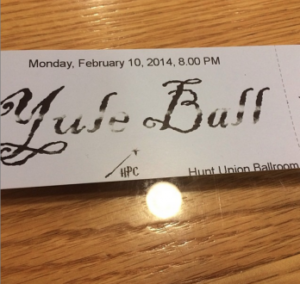 Monday, February 10, 2014, 8:00 PM
Yule Ball
HPC
Hunt Union Ballroom